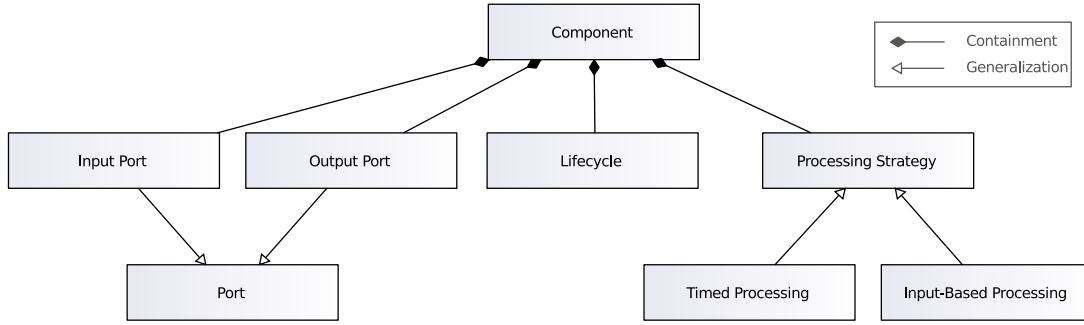 Component
Containment
Generalization
Input Port
Output Port
Lifecycle
Processing Strategy
Port
Timed Processing
Input-Based Processing